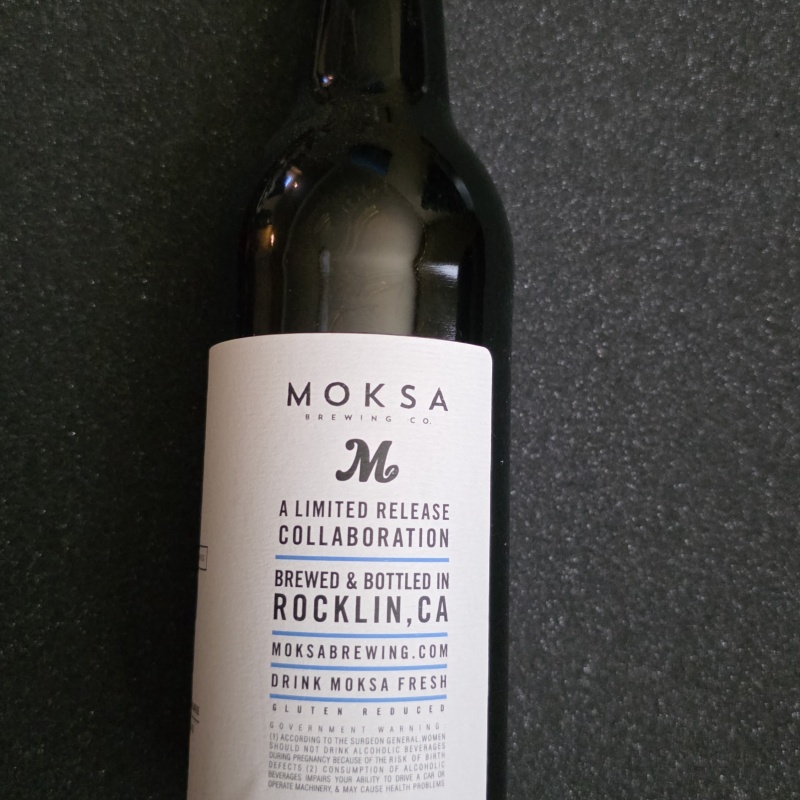 MOKSA
BREWING CO.
M
A LIMITED RELEASE
COLLABORATION
BREWED & BOTTLED IN
ROCKLIN, CA
MOKSABREWING.COM
DRINK MOKSA FRESH
GLUTEN REDUCED
GOVERNMENT WARNING:
(1) ACCORDING TO THE SURGEON GENERAL, WOMEN
SHOULD NOT DRINK ALCOHOLIC BEVERAGES
DURING PREGNANCY BECAUSE OF THE RISK OF BIRTH
DEFECTS (2) CONSUMPTION OF ALCOHOLIC
BEVERAGES IMPAIRS YOUR ABILITY TO DRIVE A CAR OR
OPERATE MACHINERY, & MAY CAUSE HEALTH PROBLEMS